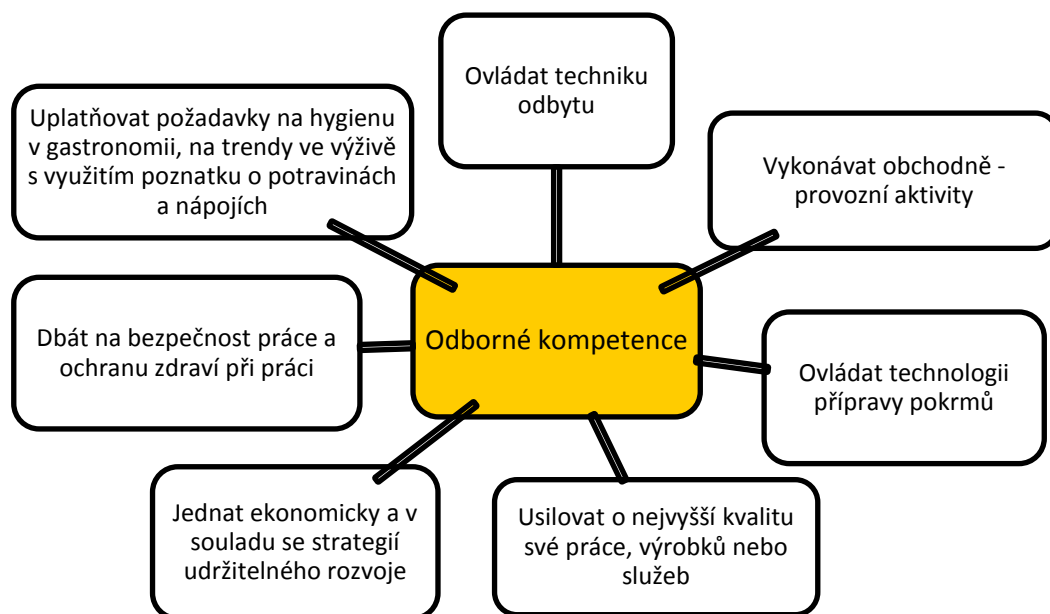 Ovládat techniku
odbytu
Uplatňovat požadavky na hygienu
v gastronomii, na trendy ve výživě
s využitím poznatku o potravinách
a nápojích
Vykonávat obchodně -
provozní aktivity
Dbát na bezpečnost práce a
ochranu zdraví při práci
Odborné kompetence
Ovládat technologii
přípravy pokrmů
Jednat ekonomicky a v
souladu se strategií
udržitelného rozvoje
Usilovat o nejvyšší kvalitu
své práce, výrobků nebo
služeb